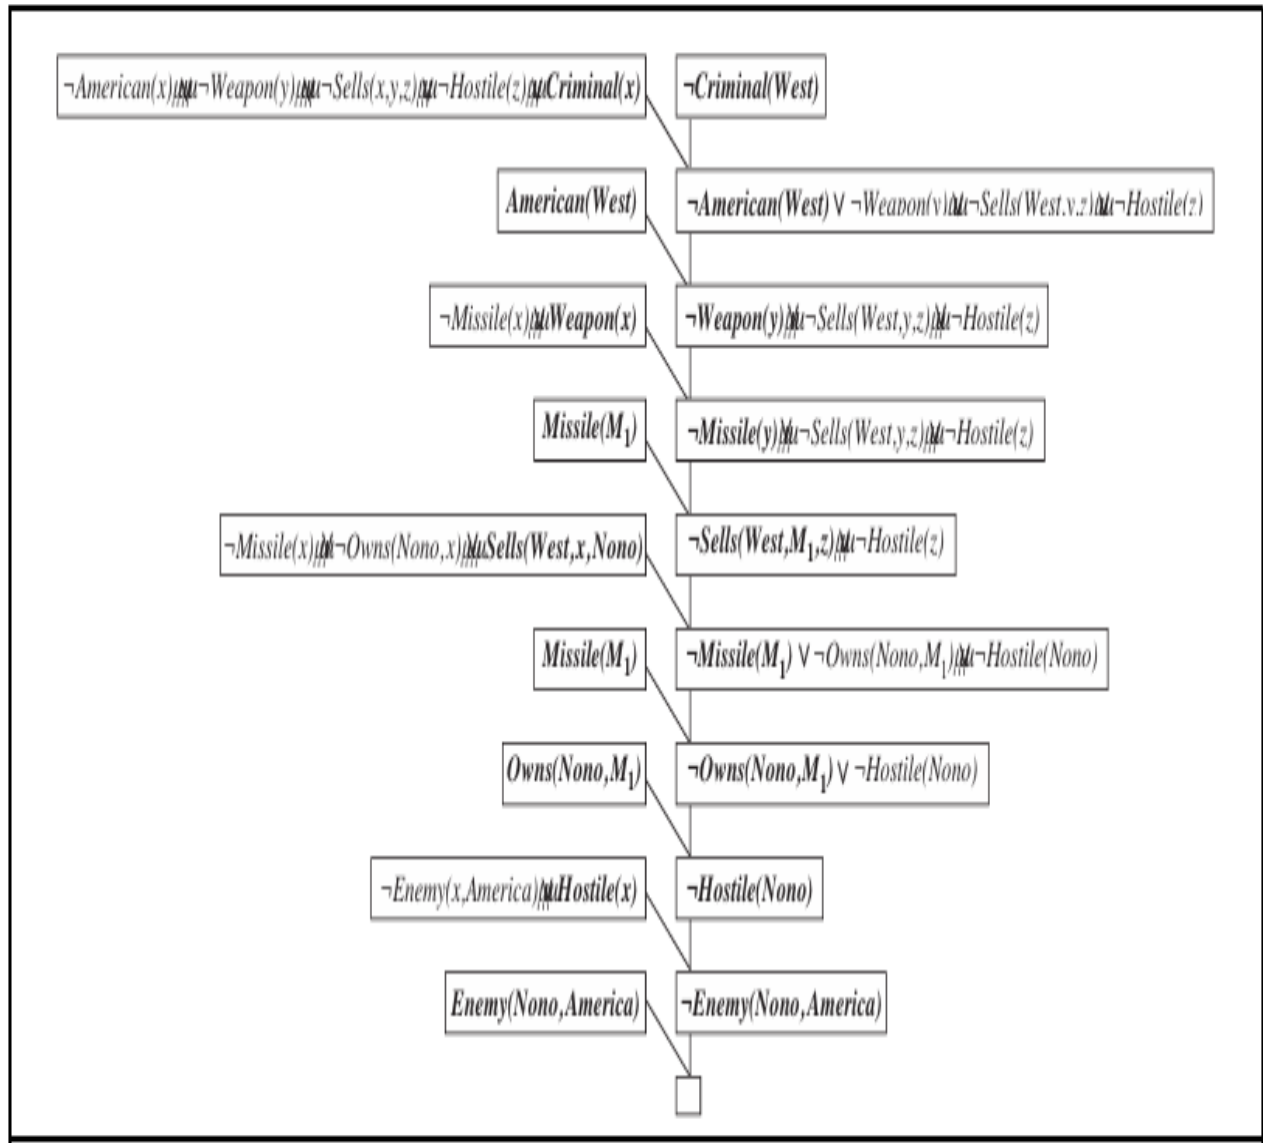 ¬American(x) ¬Weapon(y) ¬Sells(x,y,z) ¬Hostile(z) Criminal(x)
¬Criminal(West)
American(West)
¬American(West) ∨ ¬Weapon(y) ¬Sells(West,y,z) ¬Hostile(z)
¬Missile(x) Weapon(x)
¬Weapon(y) ¬Sells(West,y,z) ¬Hostile(z)
Missile(M₁)
¬Missile(y) ¬Sells(West,y,z) ¬Hostile(z)
¬Missile(x) ¬Owns(Nono,x) Sells(West,x,Nono)
¬Sells(West,M₁,z) ¬Hostile(z)
Missile(M₁)
¬Missile(M₁) ∨ ¬Owns(Nono,M₁) ¬Hostile(Nono)
Owns(Nono,M₁)
¬Owns(Nono,M₁) ∨ ¬Hostile(Nono)
¬Enemy(x,America) Hostile(x)
¬Hostile(Nono)
Enemy(Nono,America)
¬Enemy(Nono,America)